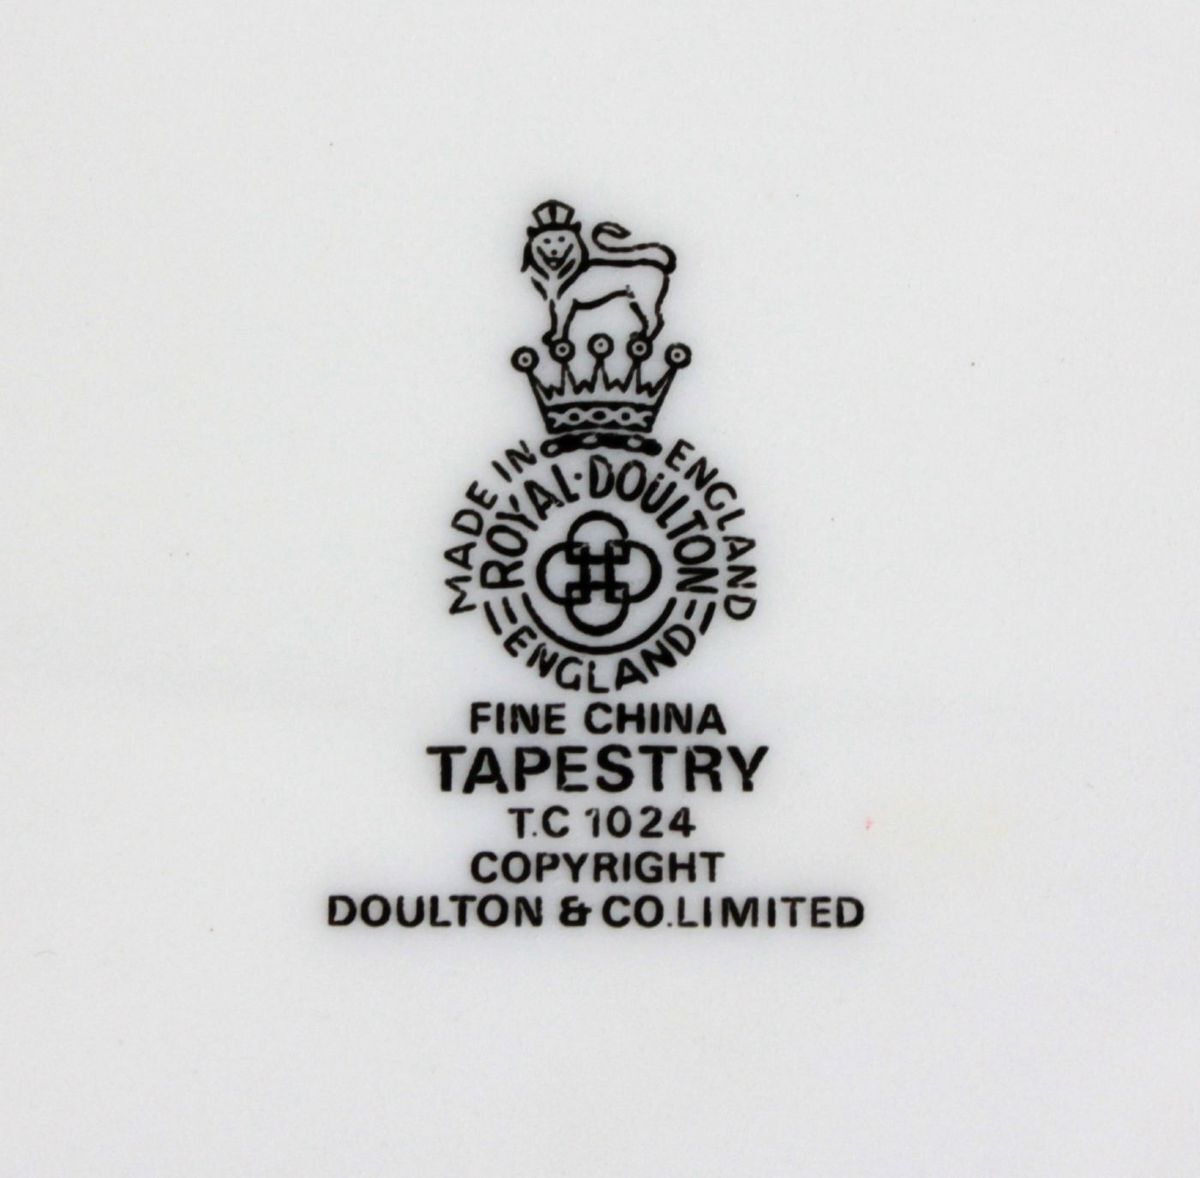 MADE IN ENGLAND
ROYAL·DOULTON
ENGLAND
FINE CHINA
TAPESTRY
T.C 1024
COPYRIGHT
DOULTON & CO.LIMITED